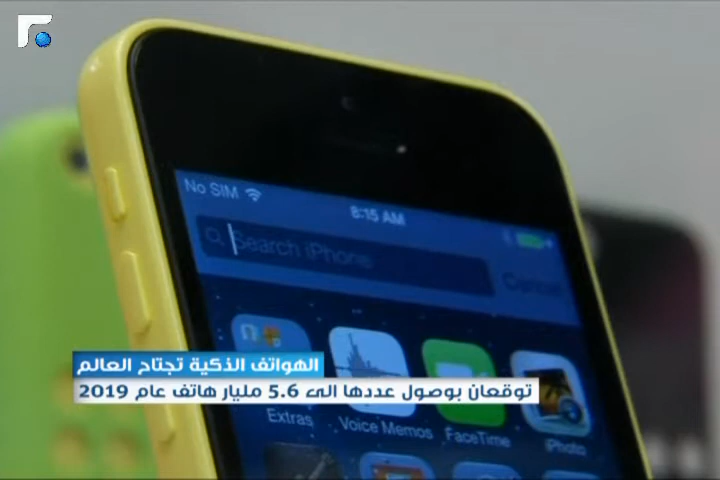 No SIM
8:15 AM
Search iPhone
Cancel
الهواتف الذكية تجتاح العالم
توقعان بوصول عددها الى 5.6 مليار هاتف عام 2019
Extras
Voice Memos
FaceTime
iPhoto